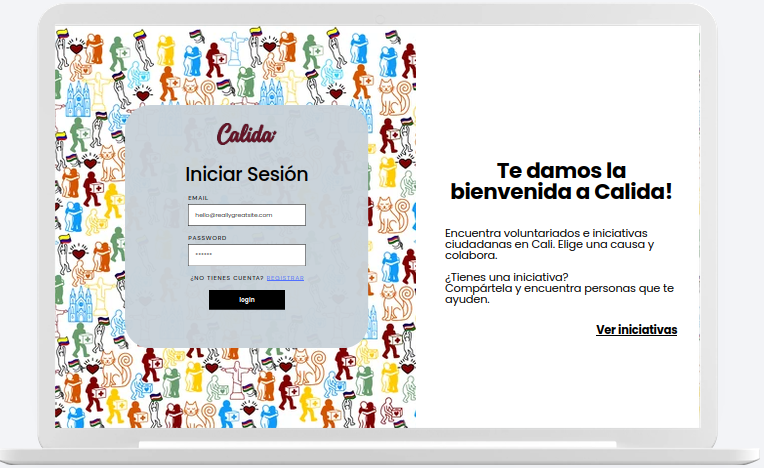 Calida:
Iniciar Sesión
EMAIL
hello@reallygreatsite.com
PASSWORD
******
¿NO TIENES CUENTA? REGISTRAR
login
Te damos la
bienvenida a Calida!
Encuentra voluntariados e iniciativas
ciudadanas en Cali. Elige una causa y
colabora.
¿Tienes una iniciativa?
Compártela y encuentra personas que te
ayuden.
Ver iniciativas